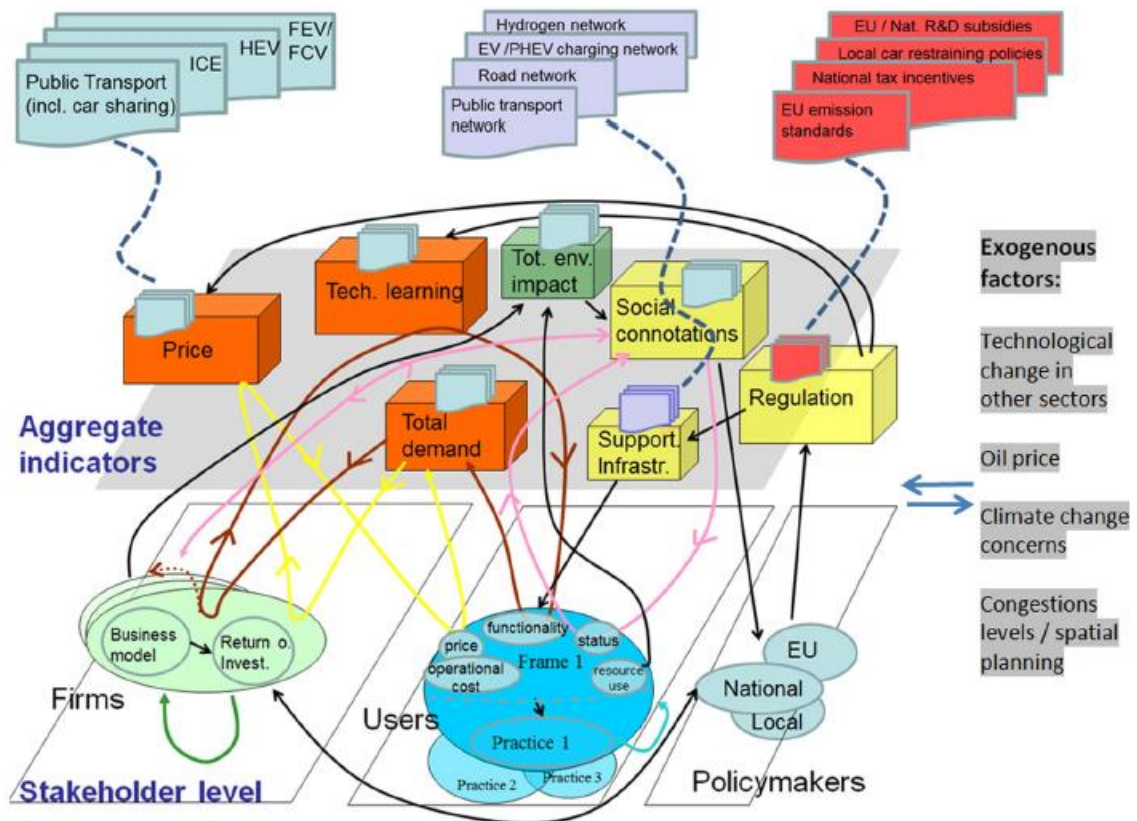 FEV/
FCV
HEV
ICE
Public Transport
(incl. car sharing)
Hydrogen network
EV /PHEV charging network
Road network
Public transport
network
EU / Nat. R&D subsidies
Local car restraining policies
National tax incentives
EU emission
standards
Tot. env.
impact
Tech. learning
Social
connotations
Price
Regulation
Total
demand
Support.
Infrastr.
Aggregate
indicators
Exogenous
factors:
Technological
change in
other sectors
Oil price
Climate change
concerns
Congestions
levels / spatial
planning
Business
model
Return o.
Invest.
Firms
functionality
price
status
Frame 1
operational
cost
resource
use
Users
Practice 1
Practice 2
Practice 3
EU
National
Local
Policymakers
Stakeholder level